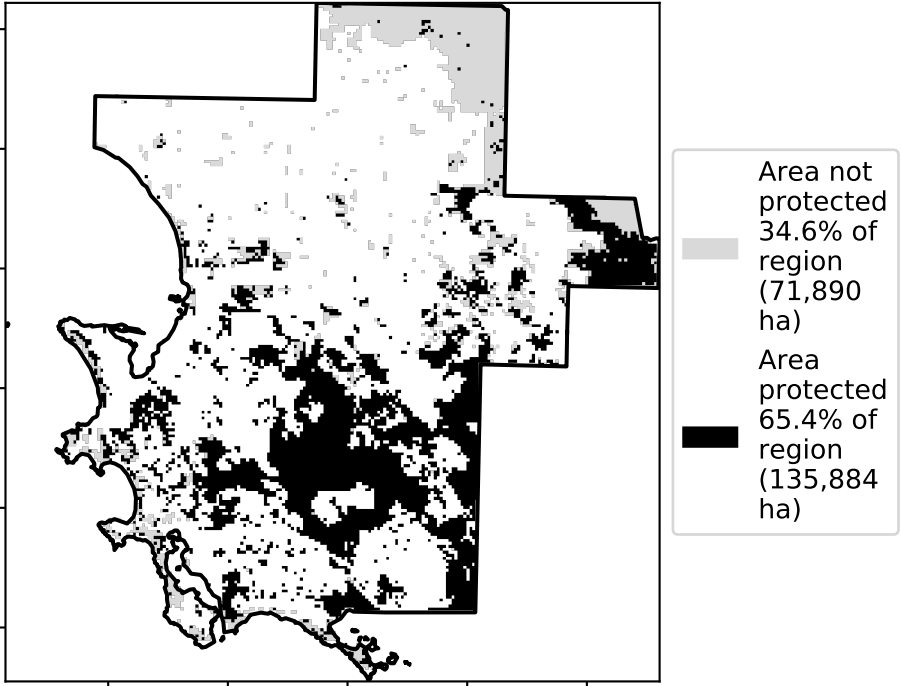 Area not
protected
34.6% of
region
(71,890
ha)
Area
protected
65.4% of
region
(135,884
ha)